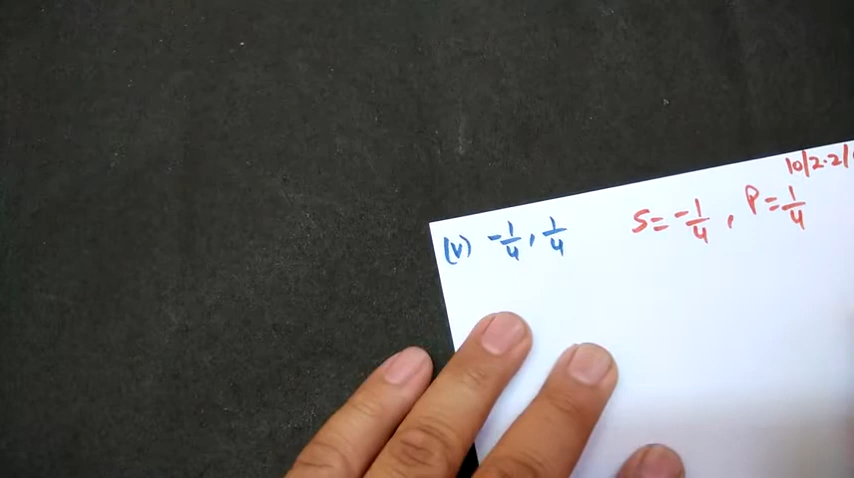 10/2.2/
(v) -1/4, 1/4 S = -1/4, P = 1/4